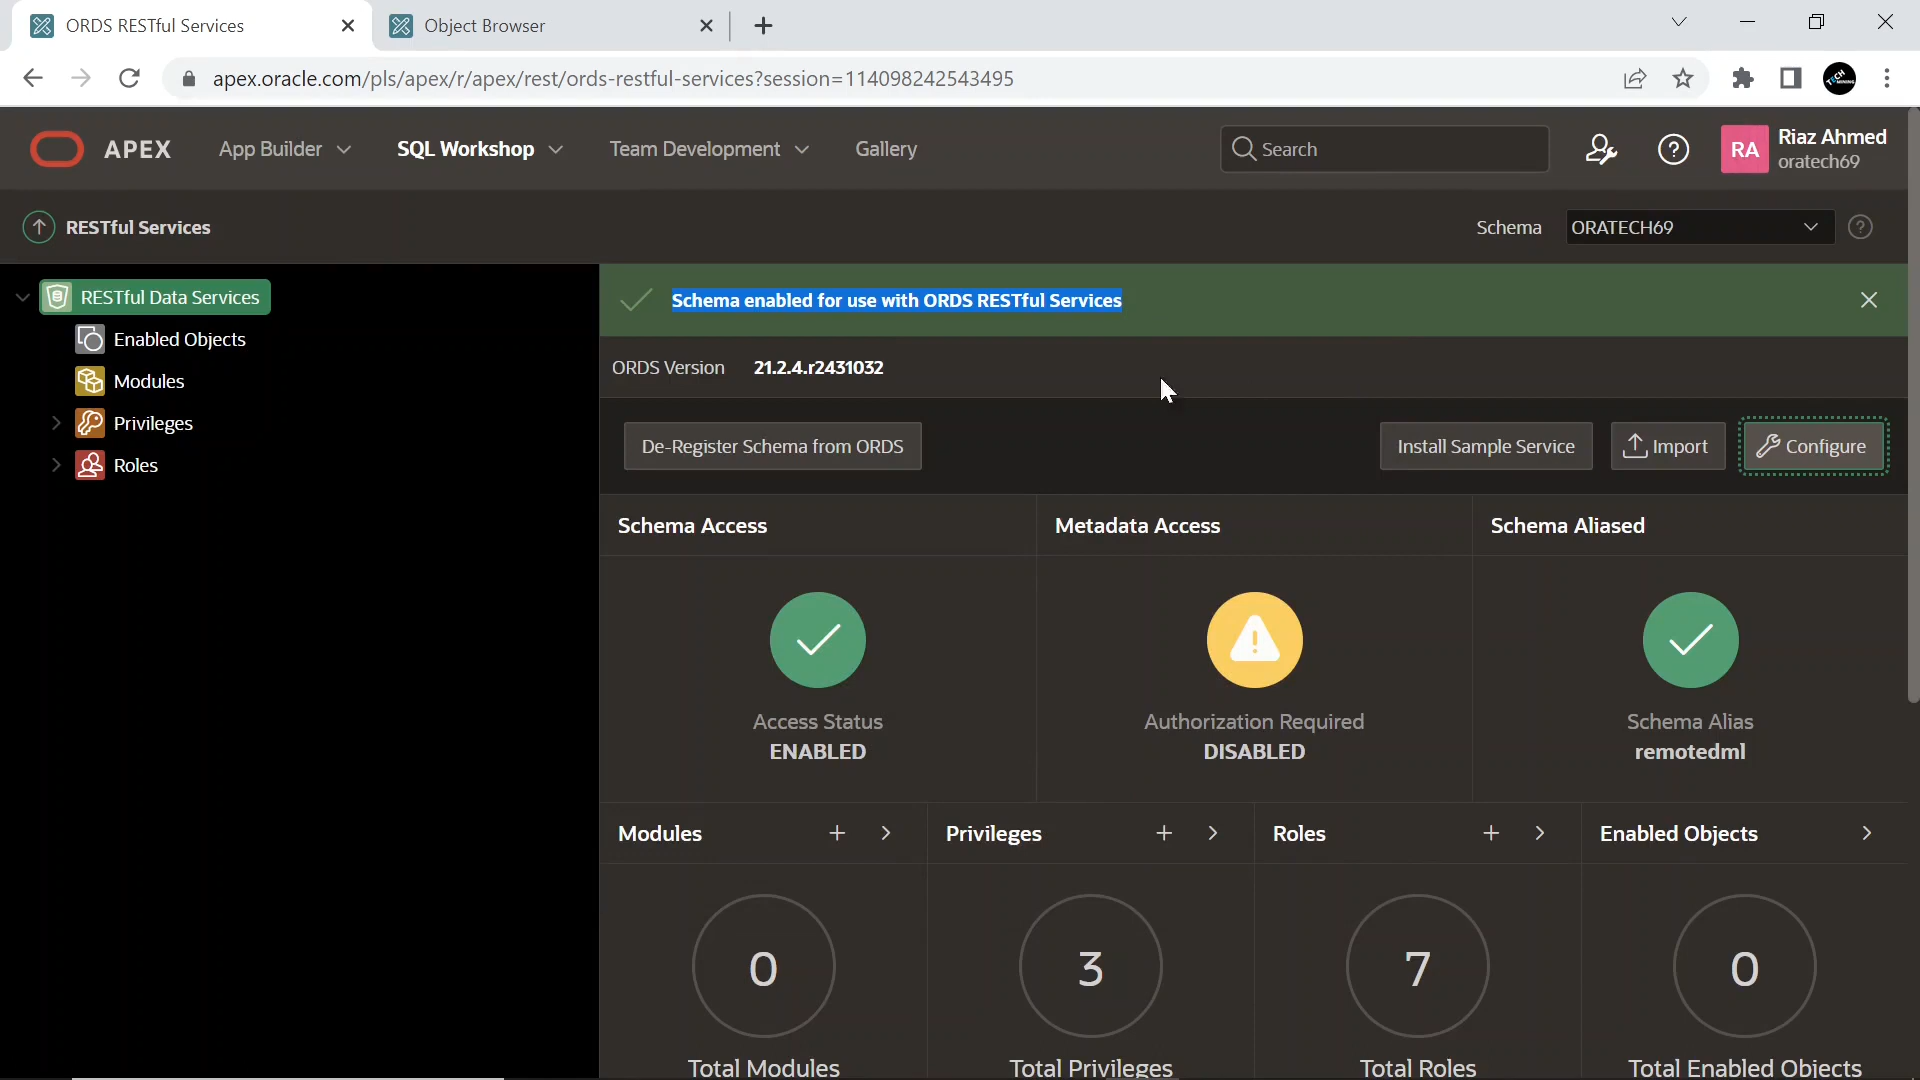 ORDS RESTful Services
Object Browser
apex.oracle.com/pls/apex/r/apex/rest/ords-restful-services?session=114098242543495
TECH MINING
APEX
App Builder
SQL Workshop
Team Development
Gallery
Search
RA
Riaz Ahmed
oratech69
RESTful Services
Schema
ORATECH69
RESTful Data Services
Enabled Objects
Modules
Privileges
Roles
Schema enabled for use with ORDS RESTful Services
ORDS Version 21.2.4.r2431032
De-Register Schema from ORDS
Install Sample Service
Import
Configure
Schema Access
Metadata Access
Schema Aliased
Access Status
ENABLED
Authorization Required
DISABLED
Schema Alias
remotedml
Modules
Privileges
Roles
Enabled Objects
0
3
7
0
Total Modules
Total Privileges
Total Roles
Total Enabled Objects